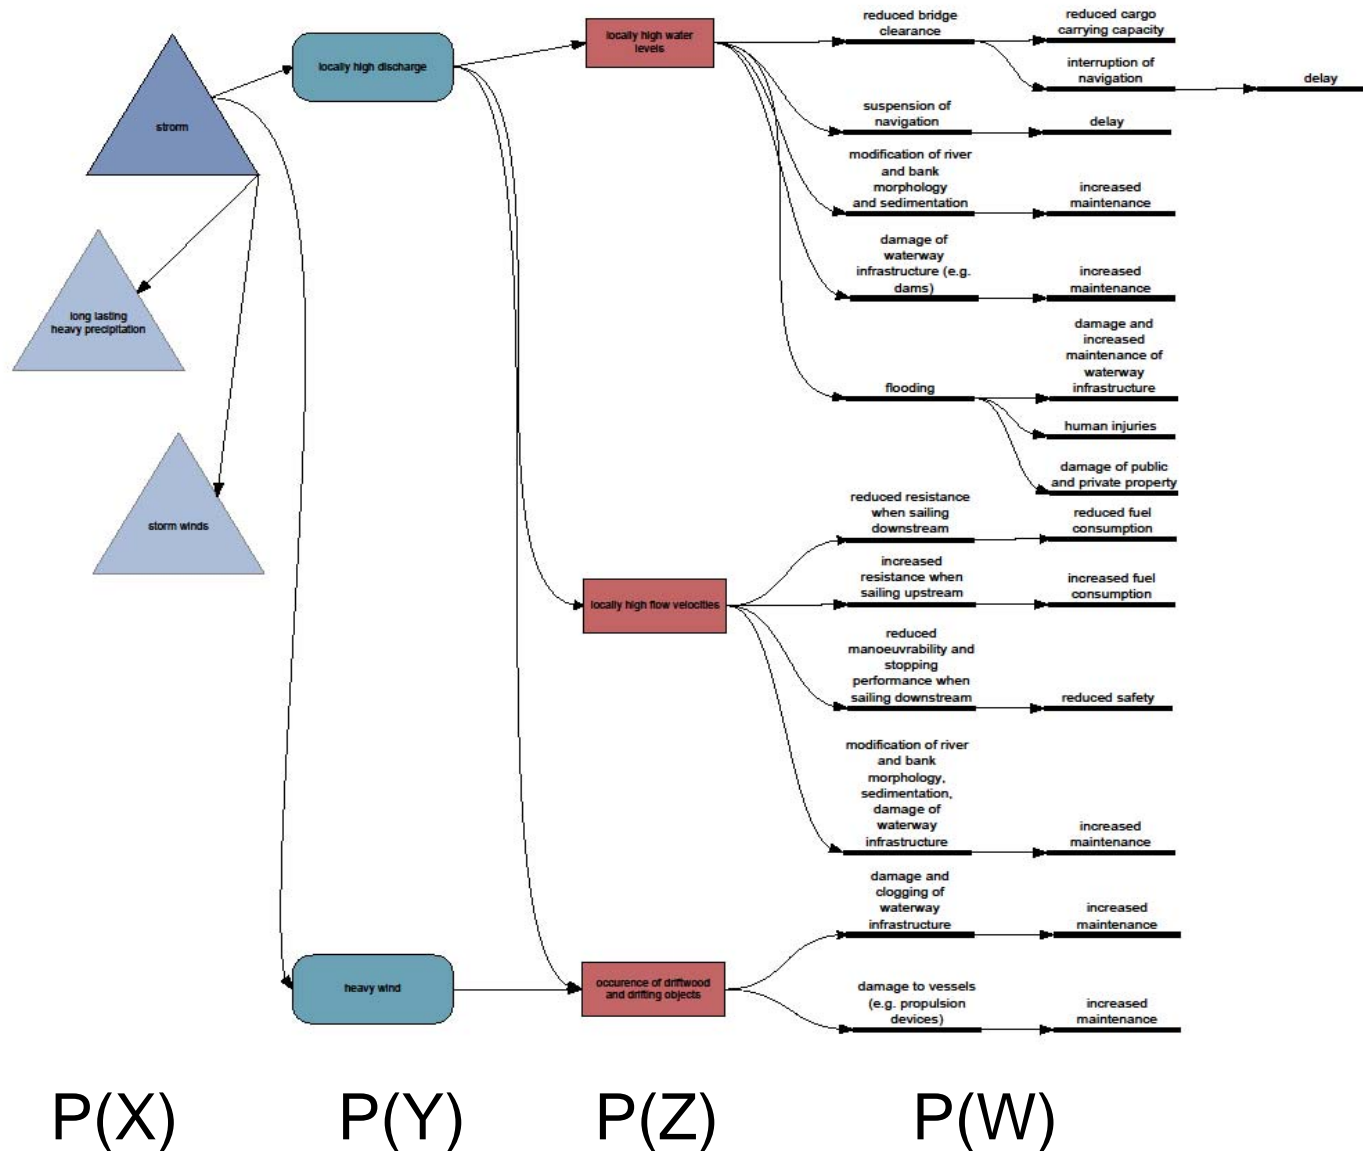 strorm
long lasting
heavy precipitation
storm winds
locally high discharge
heavy wind
locally high water
levels
locally high flow velocities
occurence of driftwood
and drifting objects
reduced bridge
clearance
reduced cargo
carrying capacity
interruption of
navigation
delay
suspension of
navigation
delay
modification of river
and bank
morphology
and sedimentation
increased
maintenance
damage of
waterway
infrastructure (e.g.
dams)
increased
maintenance
flooding
damage and
increased
maintenance of
waterway
infrastructure
human injuries
damage of public
and private property
reduced resistance
when sailing
downstream
reduced fuel
consumption
increased
resistance when
sailing upstream
increased fuel
consumption
reduced
manoeuvrability and
stopping
performance when
sailing downstream
reduced safety
modification of river
and bank
morphology,
sedimentation,
damage of
waterway
infrastructure
increased
maintenance
damage and
clogging of
waterway
infrastructure
increased
maintenance
damage to vessels
(e.g. propulsion
devices)
increased
maintenance
P(X) P(Y) P(Z) P(W)